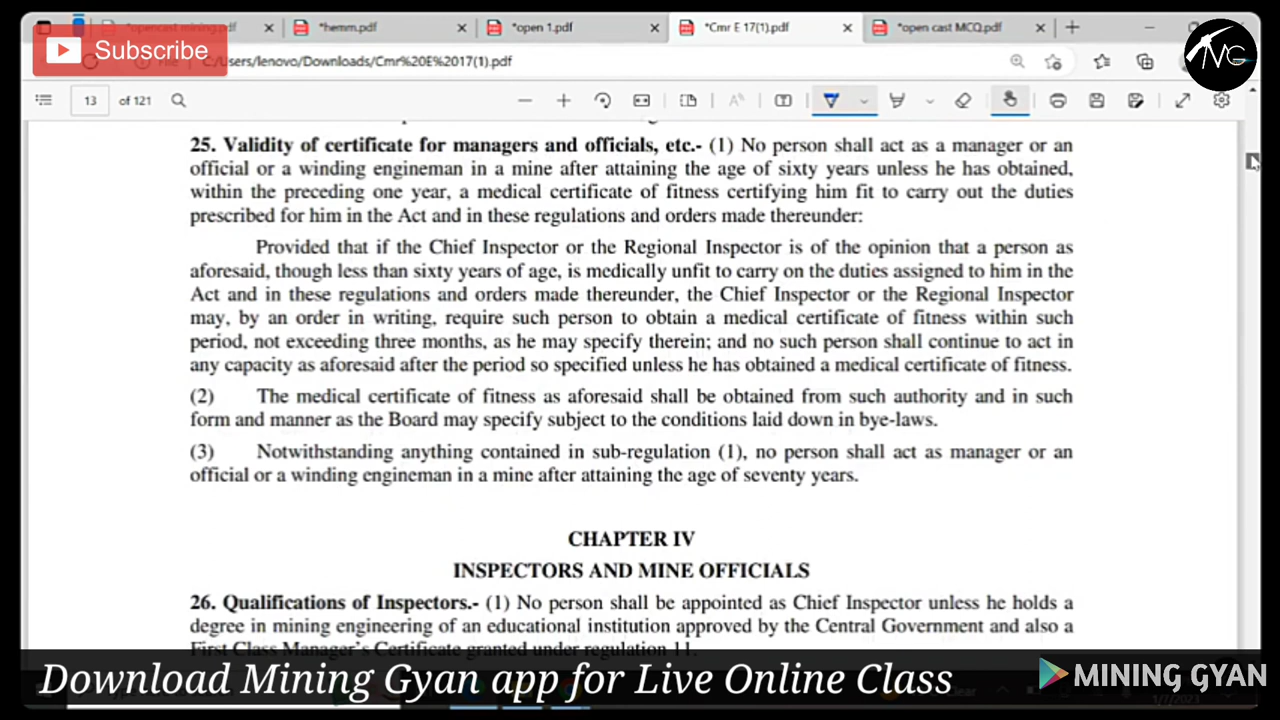 *opencast mining.pdf
*hemm.pdf
*open 1.pdf
*Cmr E 17(1).pdf
*open cast MCQ.pdf
Subscribe
C:/Users/lenovo/Downloads/Cmr%20E%2017(1).pdf
13 of 121
25. Validity of certificate for managers and officials, etc.- (1) No person shall act as a manager or an
official or a winding engineman in a mine after attaining the age of sixty years unless he has obtained,
within the preceding one year, a medical certificate of fitness certifying him fit to carry out the duties
prescribed for him in the Act and in these regulations and orders made thereunder:
Provided that if the Chief Inspector or the Regional Inspector is of the opinion that a person as
aforesaid, though less than sixty years of age, is medically unfit to carry on the duties assigned to him in the
Act and in these regulations and orders made thereunder, the Chief Inspector or the Regional Inspector
may, by an order in writing, require such person to obtain a medical certificate of fitness within such
period, not exceeding three months, as he may specify therein; and no such person shall continue to act in
any capacity as aforesaid after the period so specified unless he has obtained a medical certificate of fitness.
(2) The medical certificate of fitness as aforesaid shall be obtained from such authority and in such
form and manner as the Board may specify subject to the conditions laid down in bye-laws.
(3) Notwithstanding anything contained in sub-regulation (1), no person shall act as manager or an
official or a winding engineman in a mine after attaining the age of seventy years.
CHAPTER IV
INSPECTORS AND MINE OFFICIALS
26. Qualifications of Inspectors.- (1) No person shall be appointed as Chief Inspector unless he holds a
degree in mining engineering of an educational institution approved by the Central Government and also a
First Class Manager's Certificate granted under regulation 11.
Download Mining Gyan app for Live Online Class
MINING GYAN